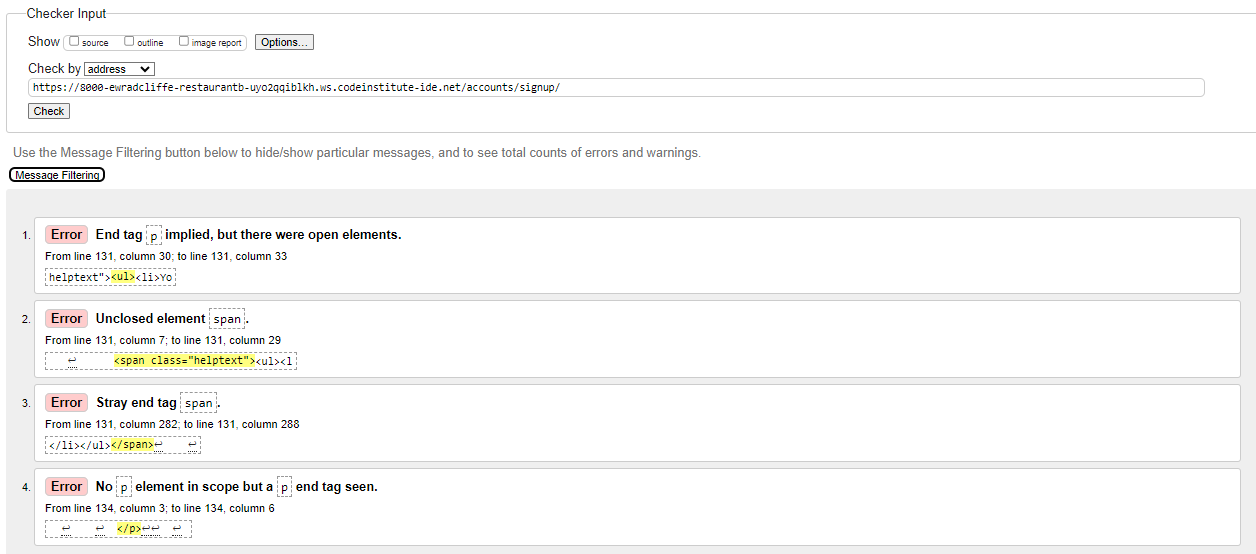 Checker Input
Show source outline image report Options...
Check by address
https://8000-ewradcliffe-restaurantb-uyo2qqiblkh.ws.codeinstitute-ide.net/accounts/signup/
Check
Use the Message Filtering button below to hide/show particular messages, and to see total counts of errors and warnings.
Message Filtering
1. Error End tag p implied, but there were open elements.
From line 131, column 30; to line 131, column 33
helptext"><ul><li>Yo
2. Error Unclosed element span.
From line 131, column 7; to line 131, column 29
↩ <span class="helptext"><ul><l
3. Error Stray end tag span.
From line 131, column 282; to line 131, column 288
</li></ul></span>↩ ↩
4. Error No p element in scope but a p end tag seen.
From line 134, column 3; to line 134, column 6
↩ ↩ </p>↩↩ ↩